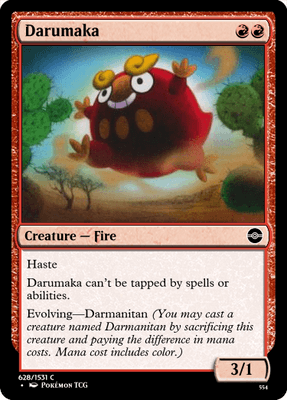 Darumaka
Creature — Fire
Haste
Darumaka can't be tapped by spells or
abilities.
Evolving—Darmanitan (You may cast a
creature named Darmanitan by sacrificing this
creature and paying the difference in mana
costs. Mana cost includes color.)
3/1
628/1531 C
POKÉMON TCG
554